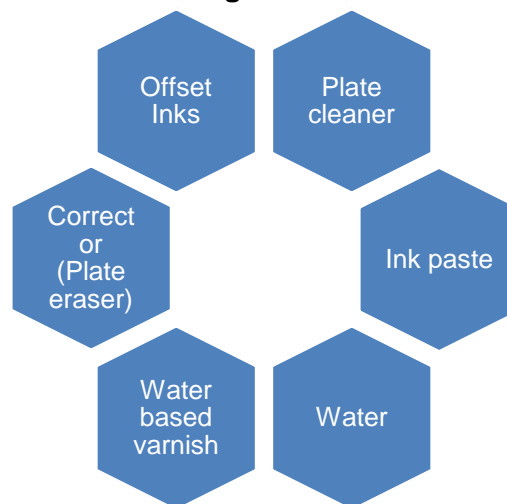 Offset
Inks
Plate
cleaner
Correct
or
(Plate
eraser)
Ink paste
Water
based
varnish
Water